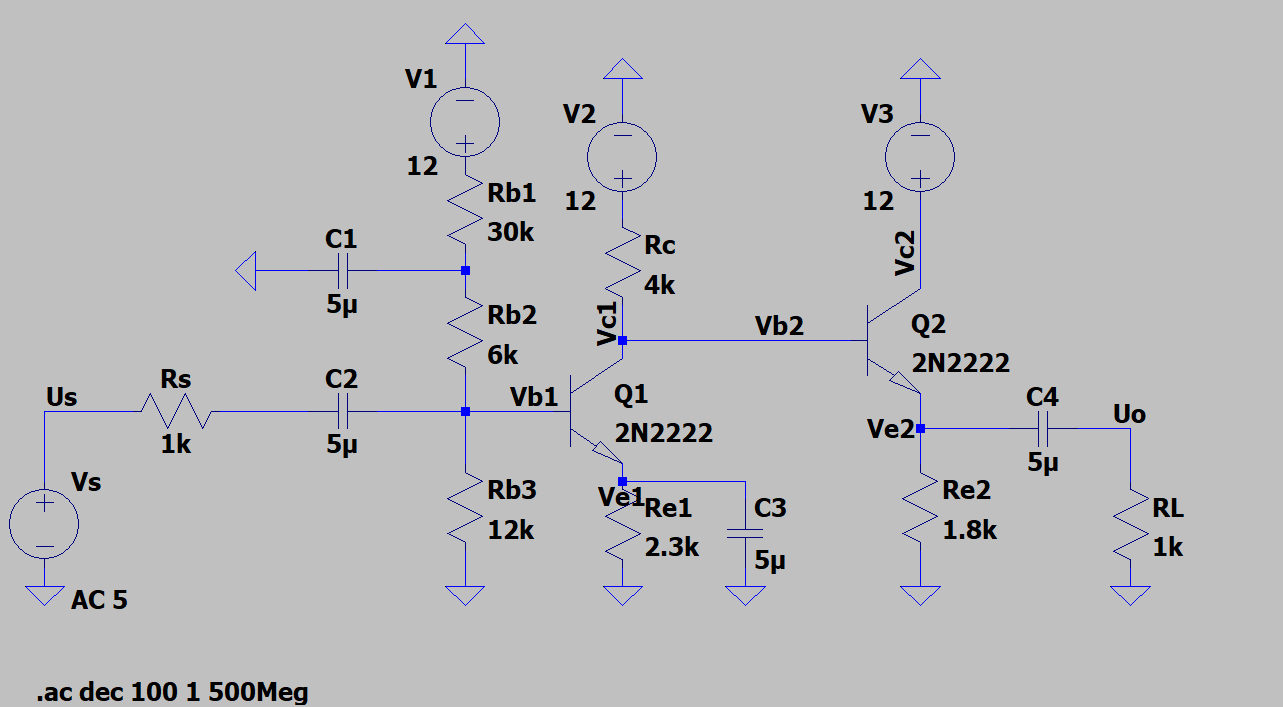 V1
12
Rb1
30k
C1
5µ
Rb2
6k
V2
12
Rc
4k
Vc1
V3
12
Vc2
Vb2
Q2
2N2222
Us
Rs
1k
C2
5µ
Vb1
Q1
2N2222
Ve2
C4
5µ
Uo
Vs
AC 5
Rb3
12k
Ve1
Re1
2.3k
C3
5µ
Re2
1.8k
RL
1k
.ac dec 100 1 500Meg